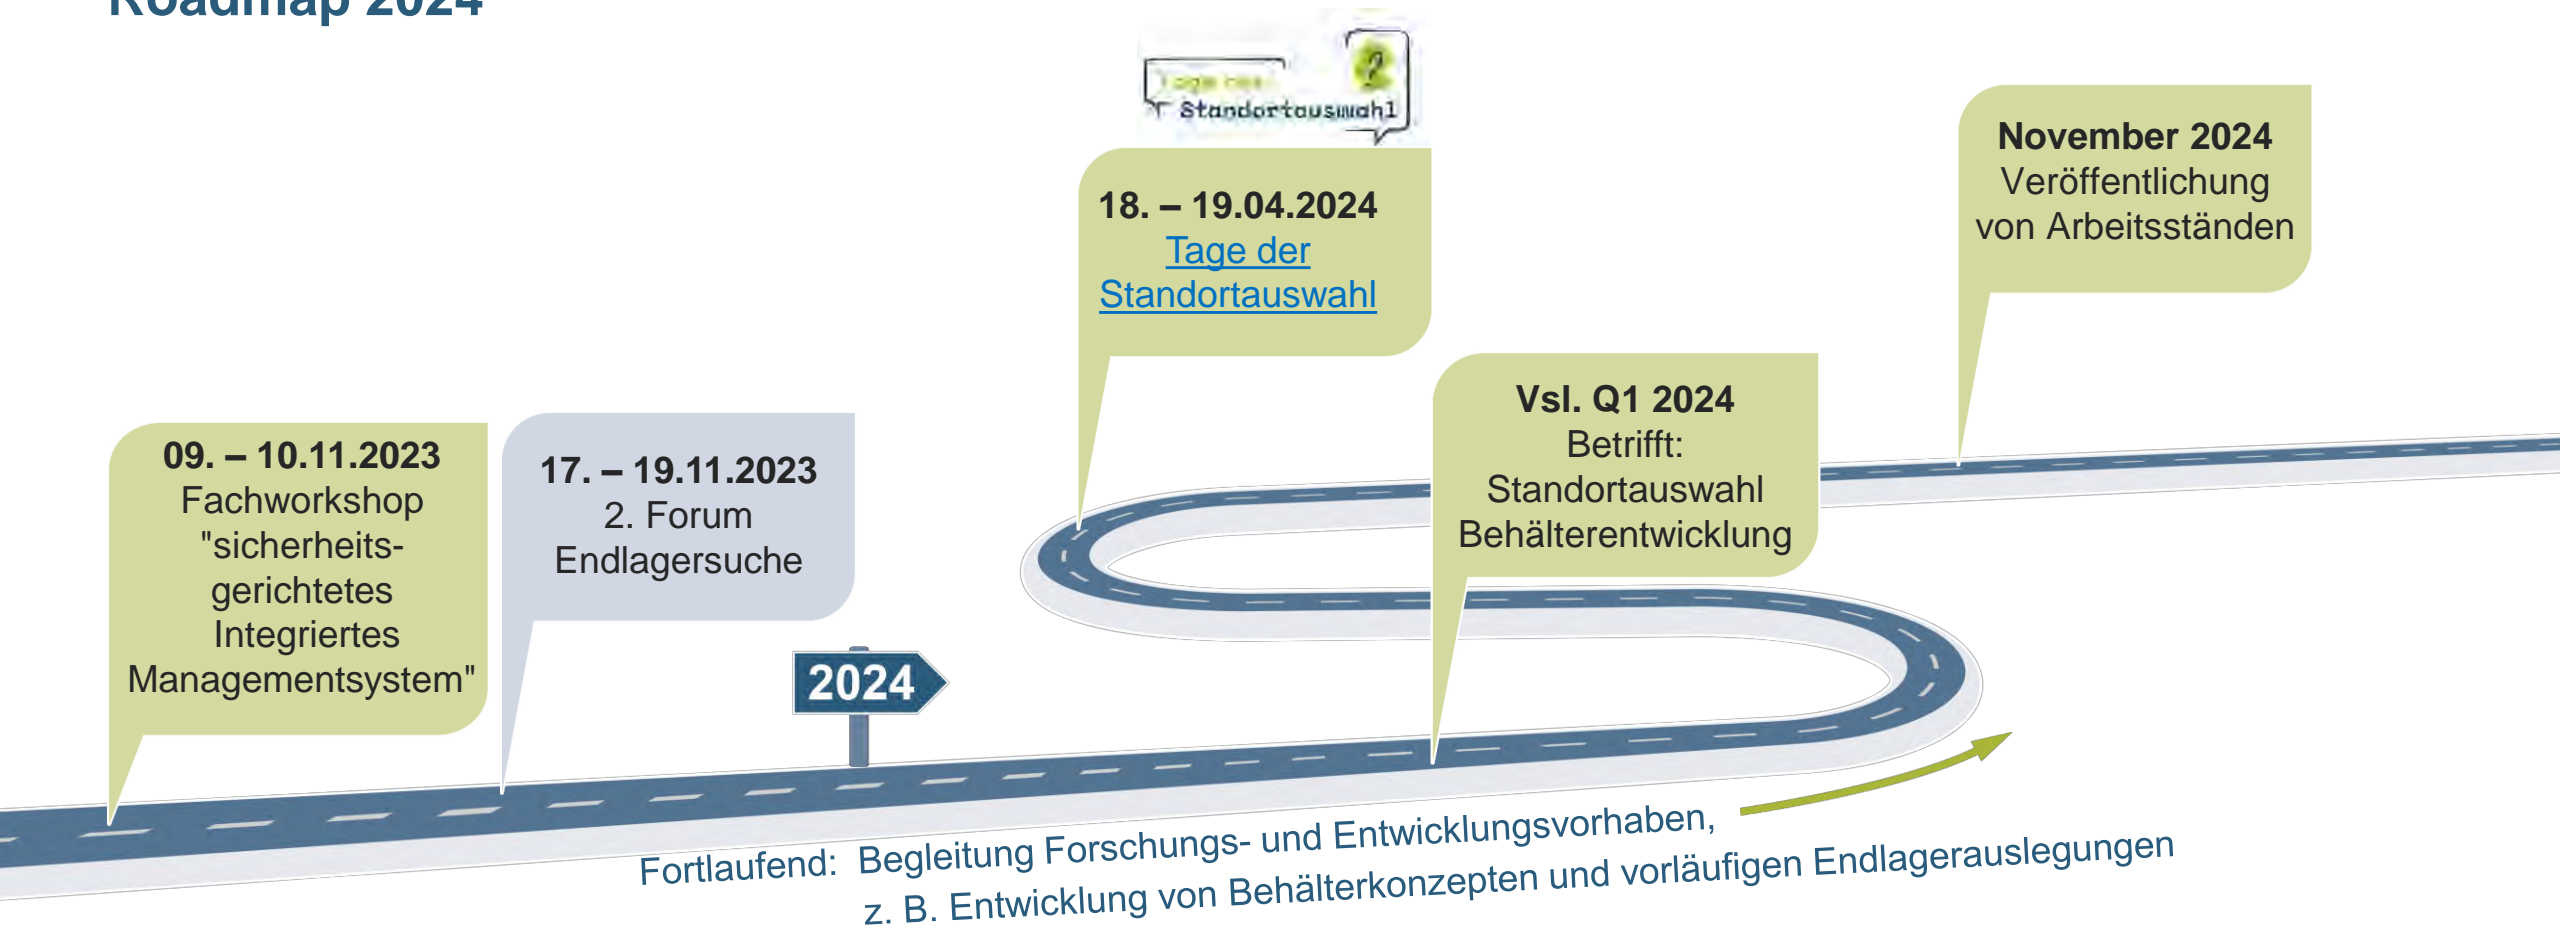 Roadmap 2024
Standortauswahl
18. – 19.04.2024
Tage der
Standortauswahl
November 2024
Veröffentlichung
von Arbeitsständen
Vsl. Q1 2024
Betrifft:
Standortauswahl
Behälterentwicklung
09. – 10.11.2023
Fachworkshop
"sicherheits-
gerichtetes
Integriertes
Managementsystem"
17. – 19.11.2023
2. Forum
Endlagersuche
2024
Fortlaufend: Begleitung Forschungs- und Entwicklungsvorhaben,
z. B. Entwicklung von Behälterkonzepten und vorläufigen Endlagerauslegungen